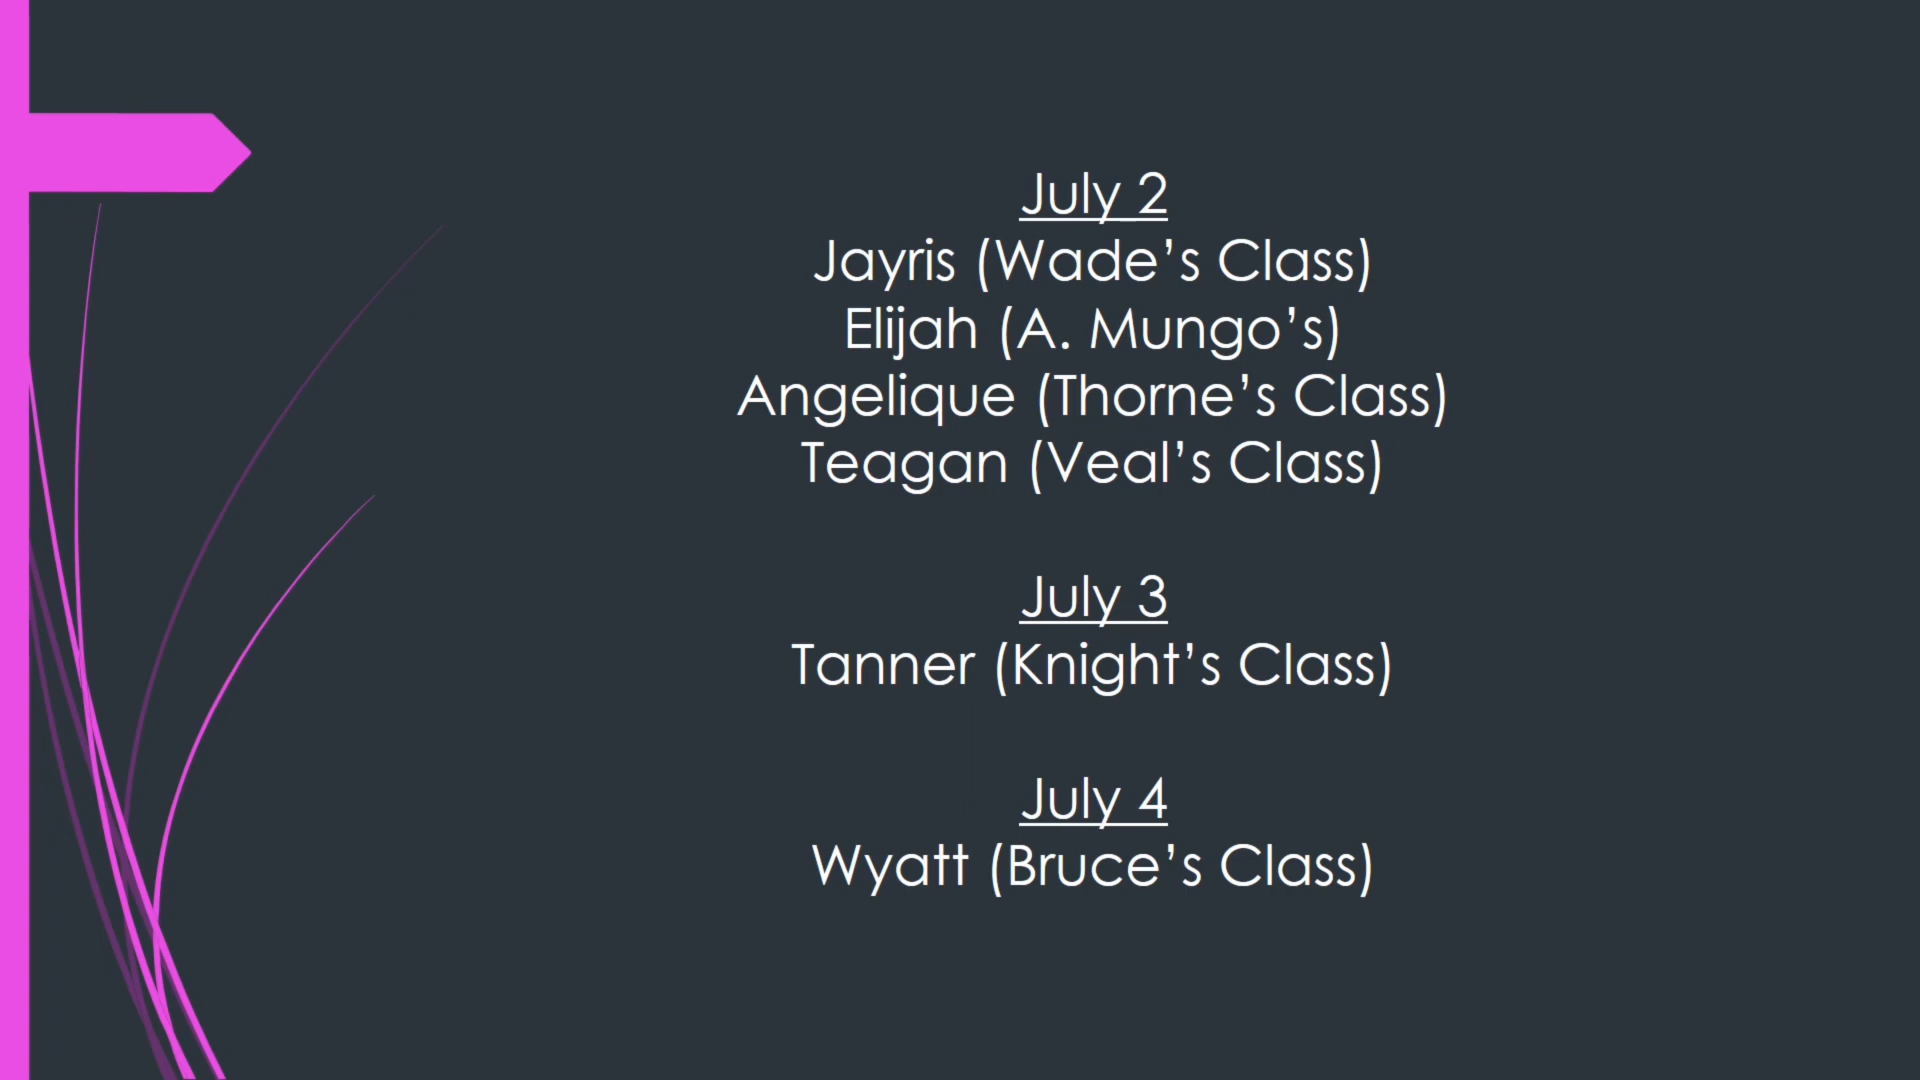 July 2
Jayris (Wade’s Class)
Elijah (A. Mungo’s)
Angelique (Thorne’s Class)
Teagan (Veal’s Class)
July 3
Tanner (Knight’s Class)
July 4
Wyatt (Bruce’s Class)